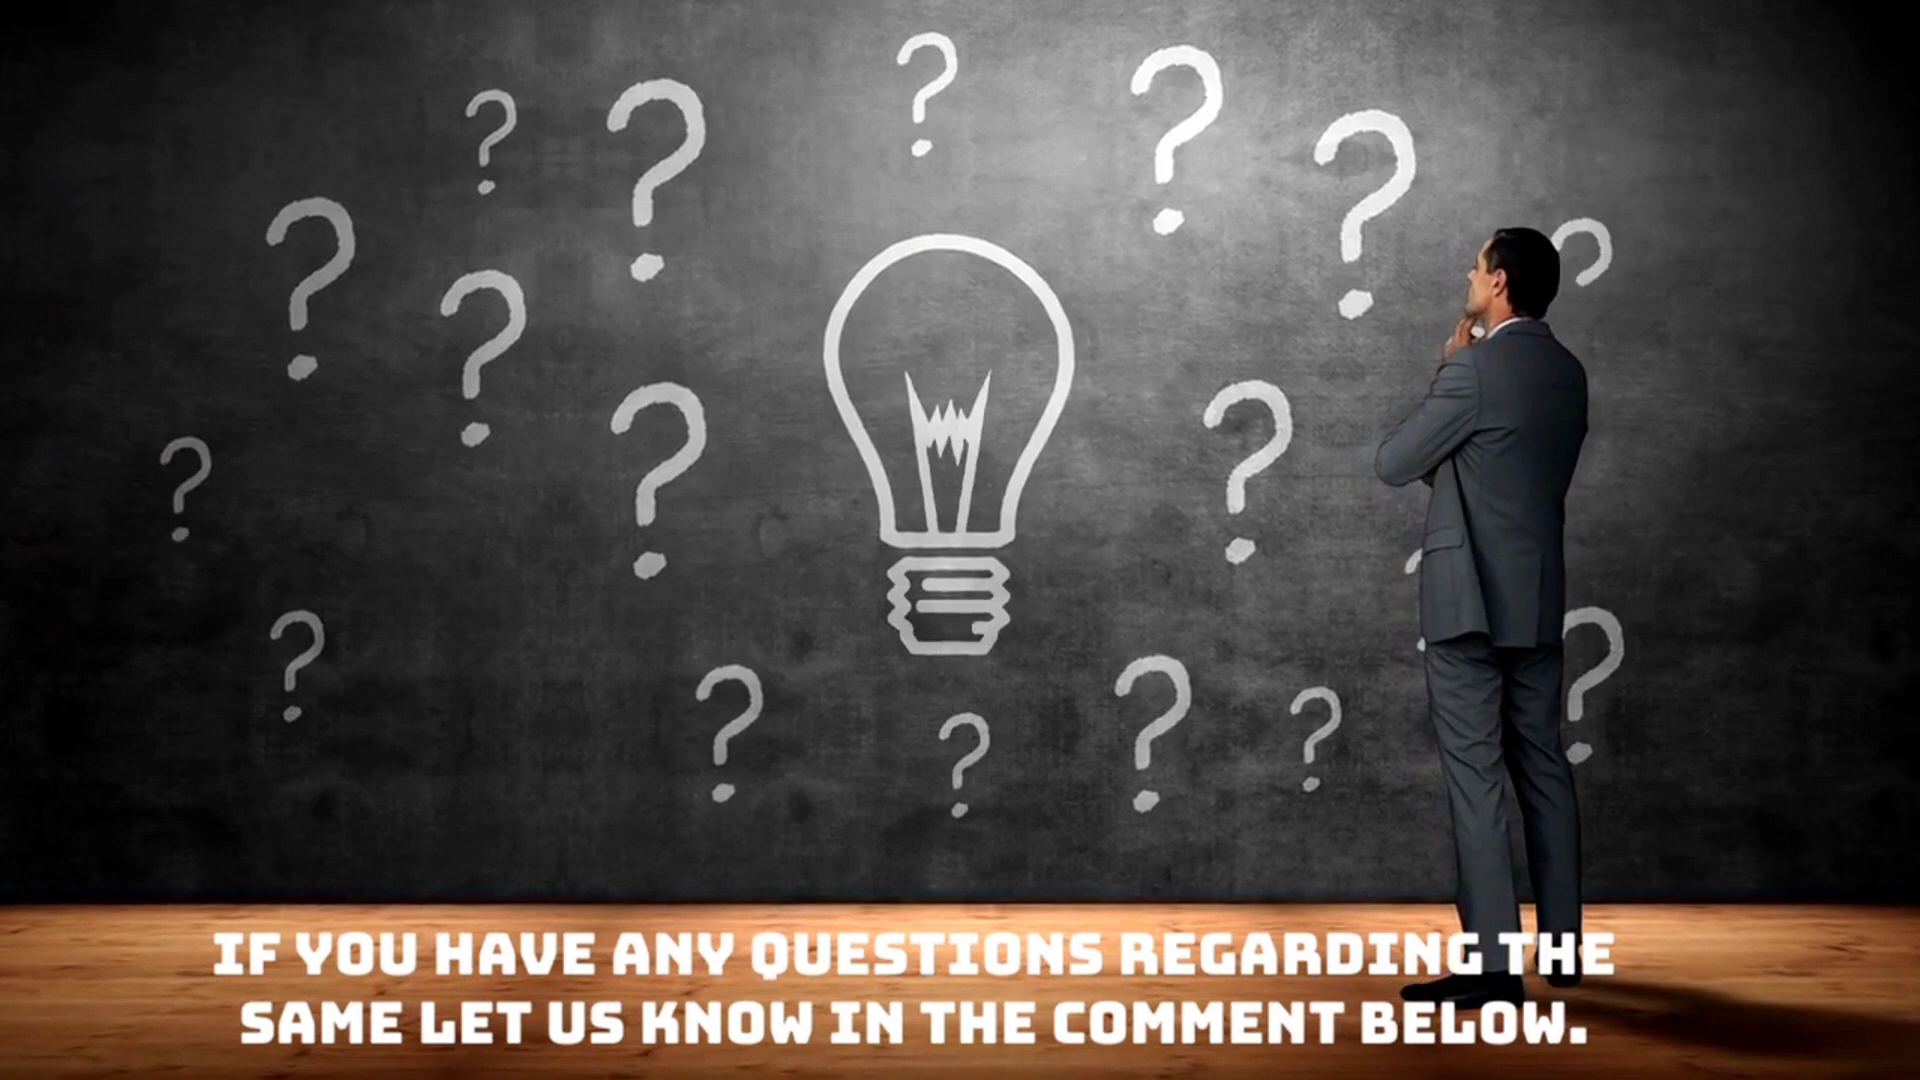 IF YOU HAVE ANY QUESTIONS REGARDING THE
SAME LET US KNOW IN THE COMMENT BELOW.